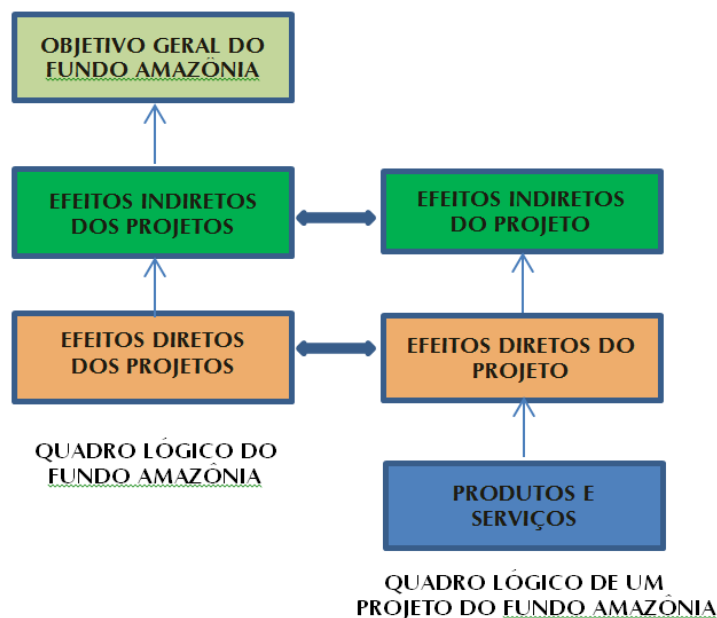 OBJETIVO GERAL DO
FUNDO AMAZÔNIA
EFEITOS INDIRETOS
DOS PROJETOS
EFEITOS INDIRETOS
DO PROJETO
EFEITOS DIRETOS
DOS PROJETOS
EFEITOS DIRETOS DO
PROJETO
QUADRO LÓGICO DO
FUNDO AMAZÔNIA
PRODUTOS E
SERVIÇOS
QUADRO LÓGICO DE UM
PROJETO DO FUNDO AMAZÔNIA